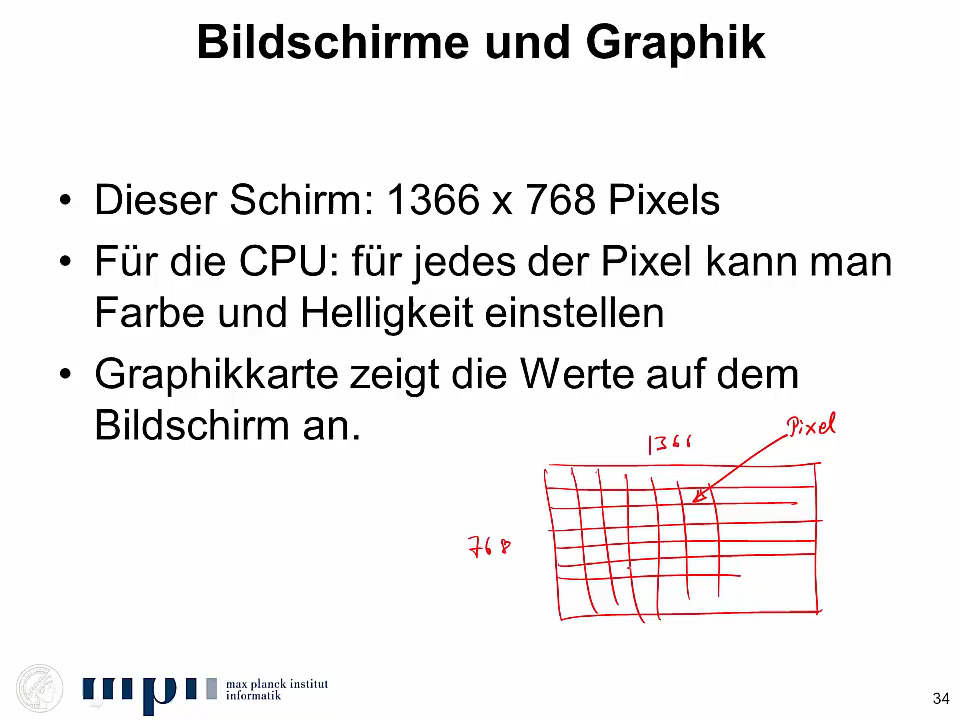 Bildschirme und Graphik
• Dieser Schirm: 1366 x 768 Pixels
• Für die CPU: für jedes der Pixel kann man
Farbe und Helligkeit einstellen
• Graphikkarte zeigt die Werte auf dem
Bildschirm an.
Pixel
1366
768
max planck institut
informatik
34